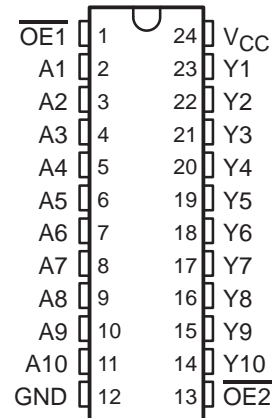 O̅E̅1̅ 1 24 VCC
A1 2 23 Y1
A2 3 22 Y2
A3 4 21 Y3
A4 5 20 Y4
A5 6 19 Y5
A6 7 18 Y6
A7 8 17 Y7
A8 9 16 Y8
A9 10 15 Y9
A10 11 14 Y10
GND 12 13 O̅E̅2̅